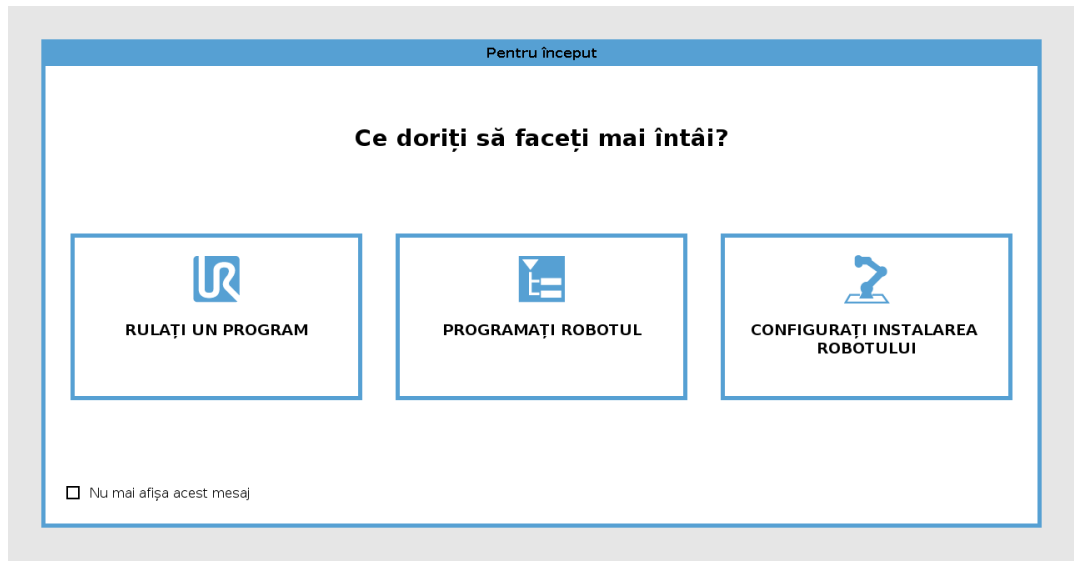 Pentru început
Ce doriți să faceți mai întâi?
RULAȚI UN PROGRAM
PROGRAMAȚI ROBOTUL
CONFIGURAȚI INSTALAREA
ROBOTULUI
Nu mai afișa acest mesaj